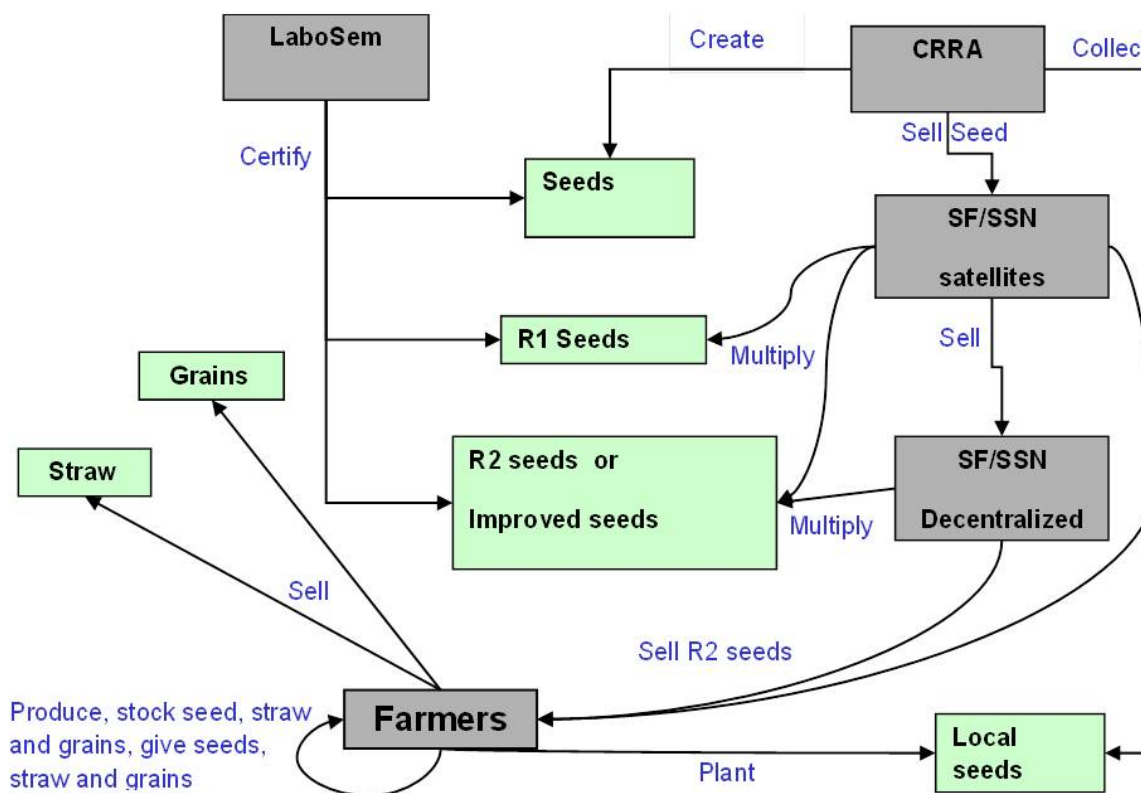 LaboSem
Create
CRRA
Collec
Sell Seed
Certify
Seeds
SF/SSN
satellites
R1 Seeds
Multiply
Sell
Grains
Straw
R2 seeds or
Improved seeds
SF/SSN
Decentralized
Multiply
Sell
Sell R2 seeds
Produce, stock seed, straw
and grains, give seeds,
straw and grains
Farmers
Plant
Local
seeds